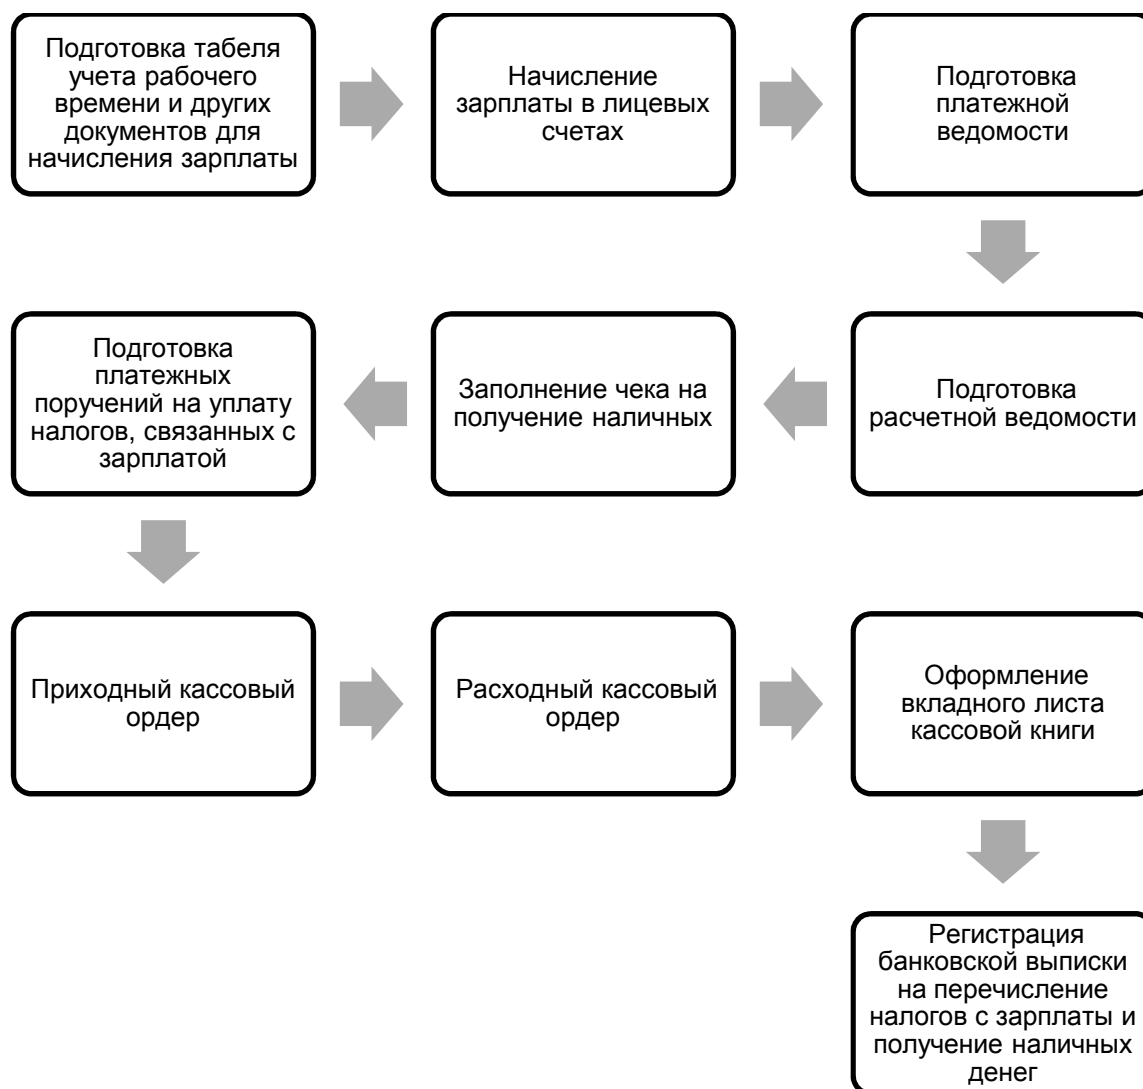 Подготовка табеля
учета рабочего
времени и других
документов для
начисления зарплаты
Начисление
зарплаты в лицевых
счетах
Подготовка
платежной
ведомости
Подготовка
расчетной ведомости
Заполнение чека на
получение наличных
Подготовка
платежных
поручений на уплату
налогов, связанных с
зарплатой
Приходный кассовый
ордер
Расходный кассовый
ордер
Оформление
вкладного листа
кассовой книги
Регистрация
банковской выписки
на перечисление
налогов с зарплаты и
получение наличных
денег